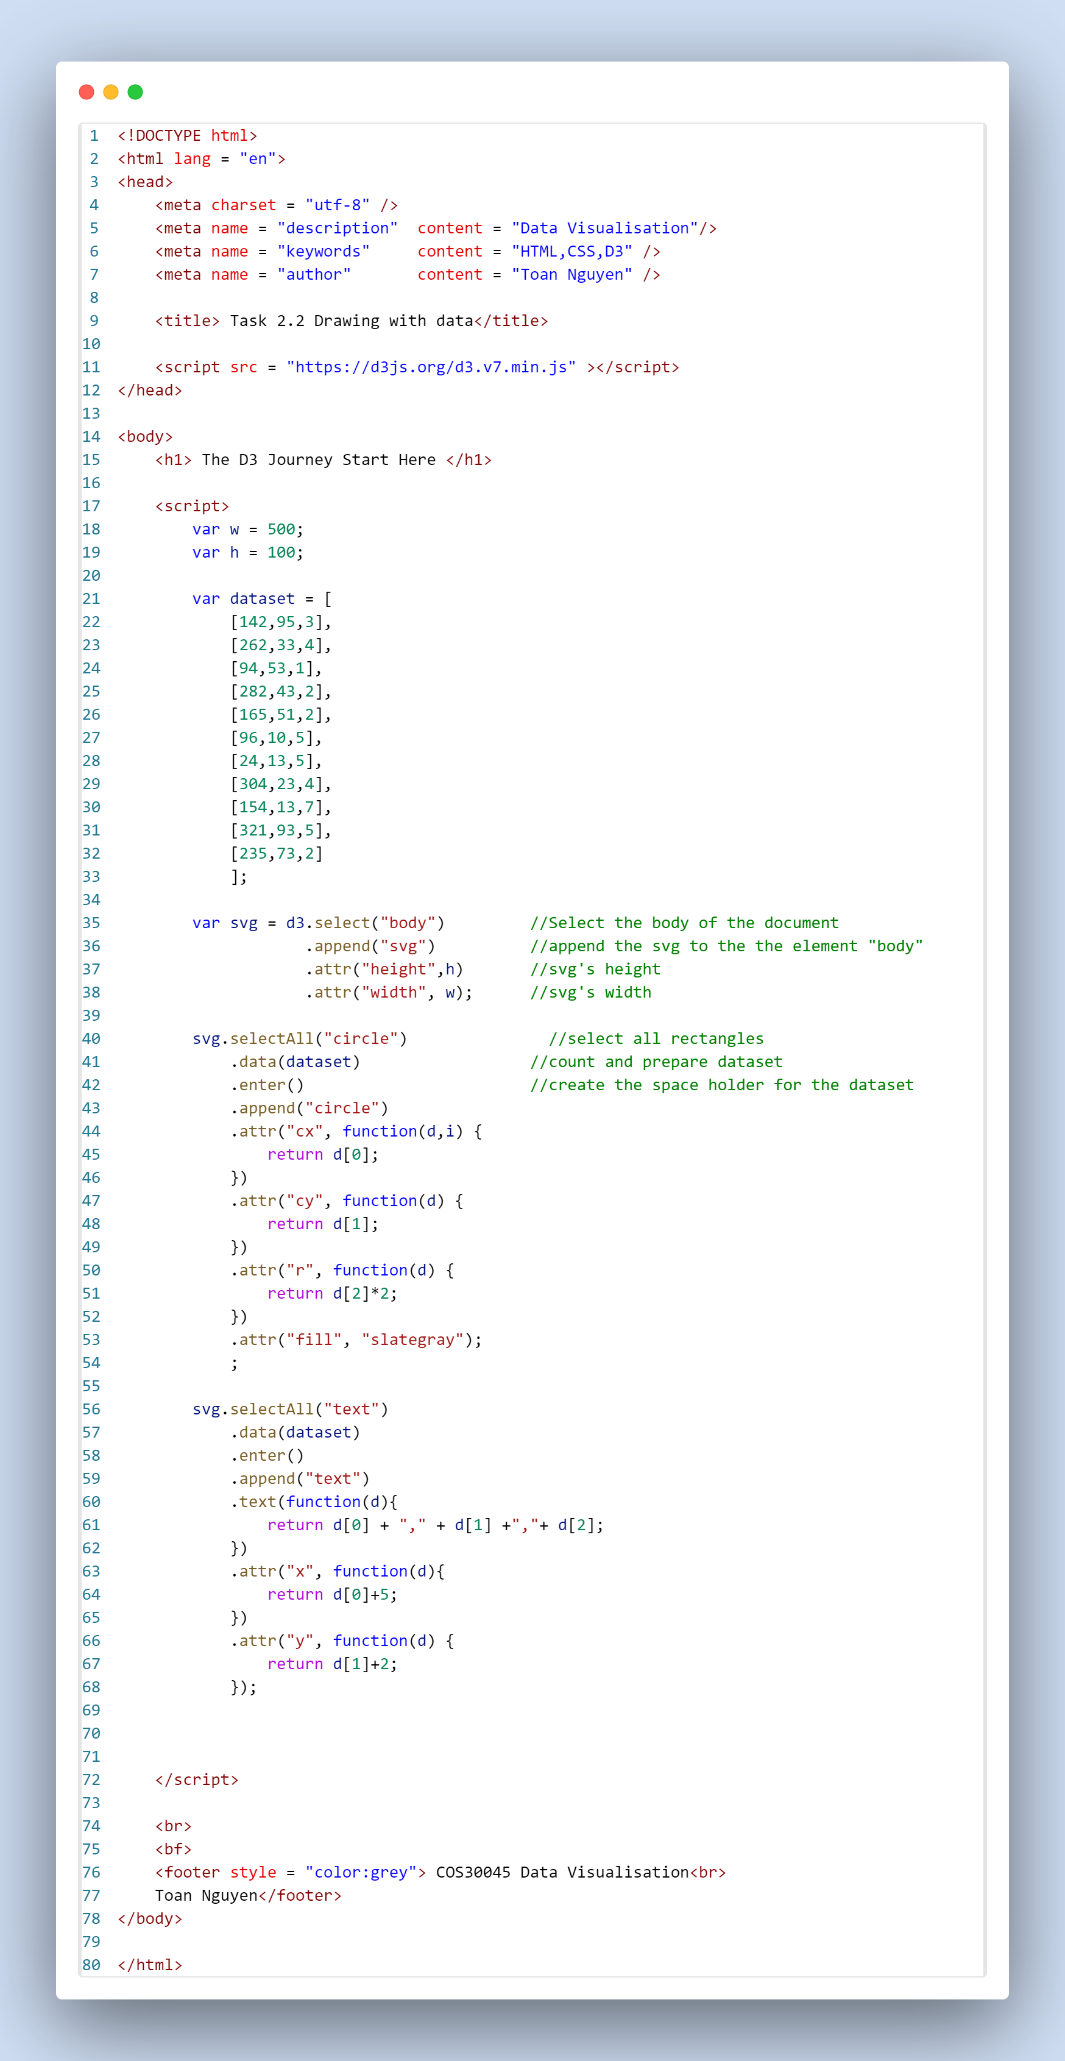 1 <!DOCTYPE html>
2 <html lang = "en">
3 <head>
4     <meta charset = "utf-8" />
5     <meta name = "description"  content = "Data Visualisation"/>
6     <meta name = "keywords"     content = "HTML,CSS,D3" />
7     <meta name = "author"       content = "Toan Nguyen" />
8
9     <title> Task 2.2 Drawing with data</title>
10
11     <script src = "https://d3js.org/d3.v7.min.js" ></script>
12 </head>
13
14 <body>
15     <h1> The D3 Journey Start Here </h1>
16
17     <script>
18         var w = 500;
19         var h = 100;
20
21         var dataset = [
22             [142,95,3],
23             [262,33,4],
24             [94,53,1],
25             [282,43,2],
26             [165,51,2],
27             [96,10,5],
28             [24,13,5],
29             [304,23,4],
30             [154,13,7],
31             [321,93,5],
32             [235,73,2]
33             ];
34
35         var svg = d3.select("body")         //Select the body of the document
36                     .append("svg")          //append the svg to the the element "body"
37                     .attr("height",h)       //svg's height
38                     .attr("width", w);      //svg's width
39
40         svg.selectAll("circle")               //select all rectangles
41             .data(dataset)                  //count and prepare dataset
42             .enter()                        //create the space holder for the dataset
43             .append("circle")
44             .attr("cx", function(d,i) {
45                 return d[0];
46             })
47             .attr("cy", function(d) {
48                 return d[1];
49             })
50             .attr("r", function(d) {
51                 return d[2]*2;
52             })
53             .attr("fill", "slategray");
54             ;
55
56         svg.selectAll("text")
57             .data(dataset)
58             .enter()
59             .append("text")
60             .text(function(d){
61                 return d[0] + "," + d[1] +","+ d[2];
62             })
63             .attr("x", function(d){
64                 return d[0]+5;
65             })
66             .attr("y", function(d) {
67                 return d[1]+2;
68             });
69
70
71
72     </script>
73
74     <br>
75     <bf>
76     <footer style = "color:grey"> COS30045 Data Visualisation<br>
77     Toan Nguyen</footer>
78 </body>
79
80 </html>